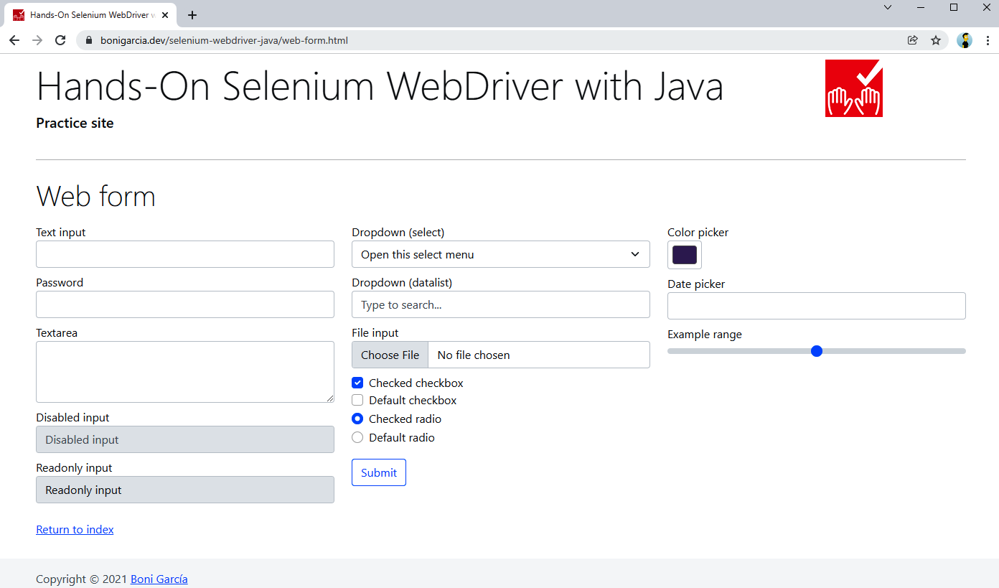 Hands-On Selenium WebDriver w
bonigarcia.dev/selenium-webdriver-java/web-form.html
Hands-On Selenium WebDriver with Java
Practice site
Web form
Text input
Password
Textarea
Disabled input
Disabled input
Readonly input
Readonly input
Dropdown (select)
Open this select menu
Dropdown (datalist)
Type to search...
File input
Choose File No file chosen
Checked checkbox
Default checkbox
Checked radio
Default radio
Submit
Color picker
Date picker
Example range
Return to index
Copyright © 2021 Boni García